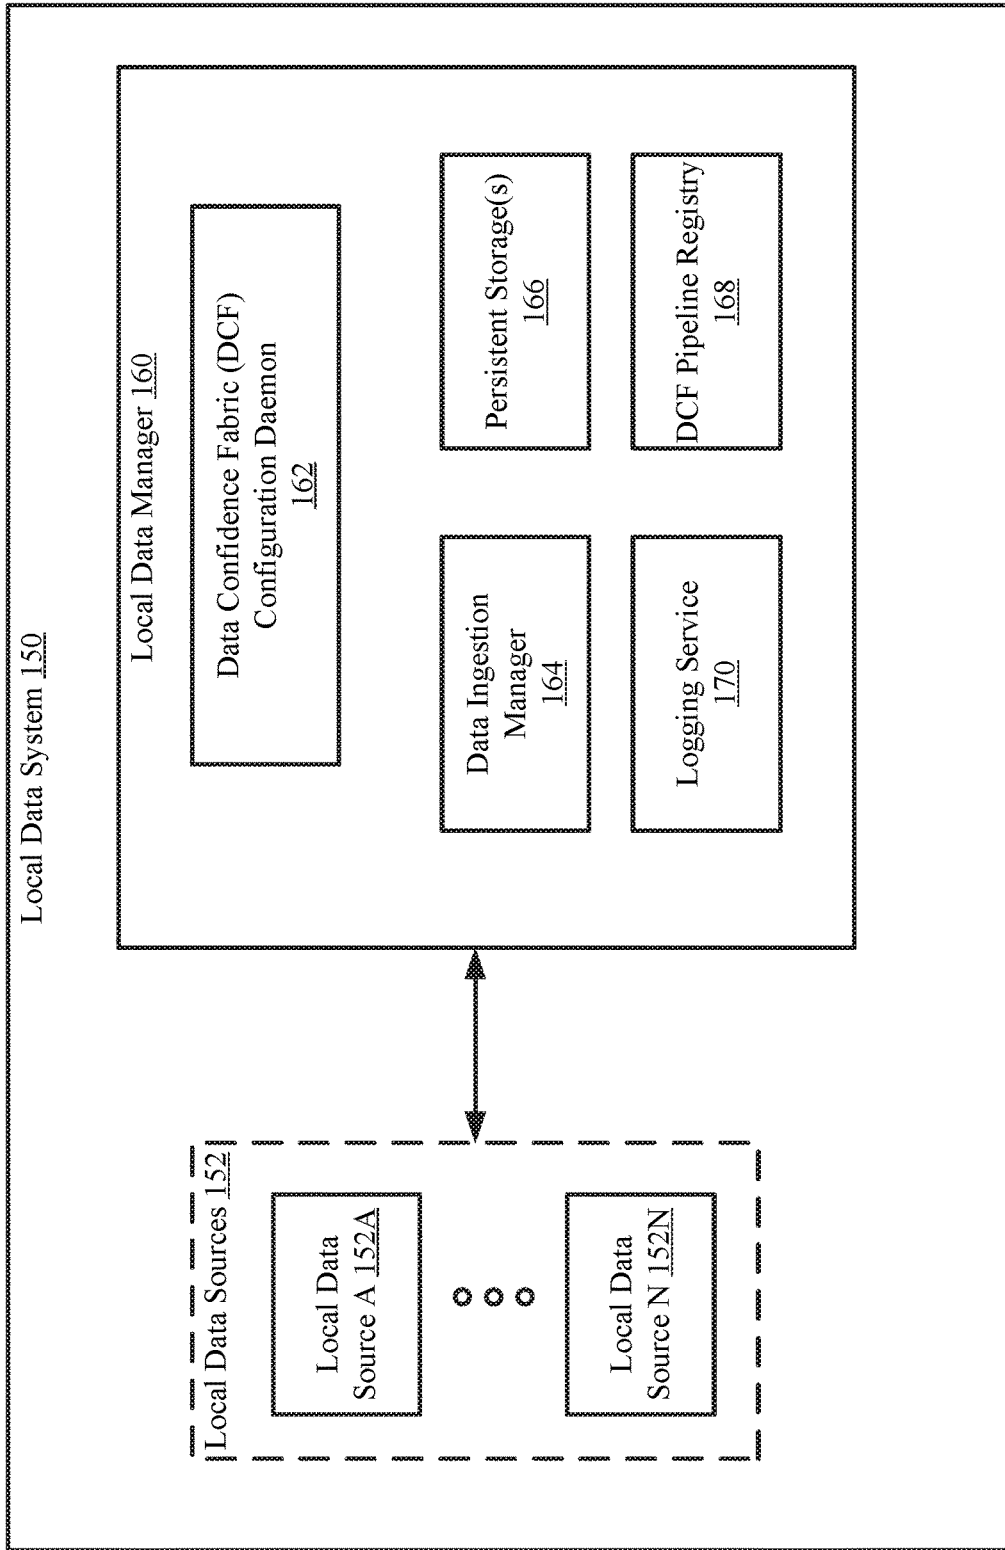 Local Data System 150
Local Data Sources 152
Local Data
Source A 152A
Local Data
Source N 152N
Local Data Manager 160
Data Confidence Fabric (DCF)
Configuration Daemon
162
Data Ingestion
Manager
164
Persistent Storage(s)
166
Logging Service
170
DCF Pipeline Registry
168